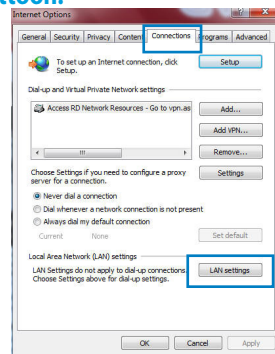 Internet Options
General Security Privacy Content Connections Programs Advanced
To set up an Internet connection, click
Setup.
Setup
Dial-up and Virtual Private Network settings
Access RD Network Resources - Go to vpn.as
Add...
Add VPN...
Remove...
Choose Settings if you need to configure a proxy
server for a connection.
Settings
Never dial a connection
Dial whenever a network connection is not present
Always dial my default connection
Current None
Set default
Local Area Network (LAN) settings
LAN Settings do not apply to dial-up connections.
Choose Settings above for dial-up settings.
LAN settings
OK Cancel Apply